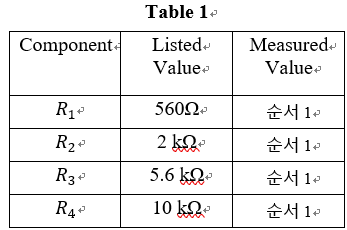 Table 1
Component Listed Value Measured Value
R₁ 560Ω 순서 1
R₂ 2 kΩ 순서 1
R₃ 5.6 kΩ 순서 1
R₄ 10 kΩ 순서 1